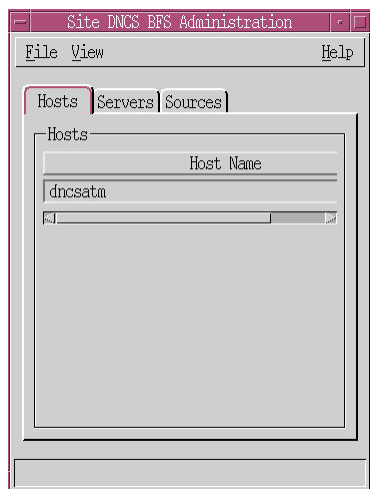 Site DNCS BFS Administration
File View Help
Hosts Servers Sources
Hosts
Host Name
dncsatm